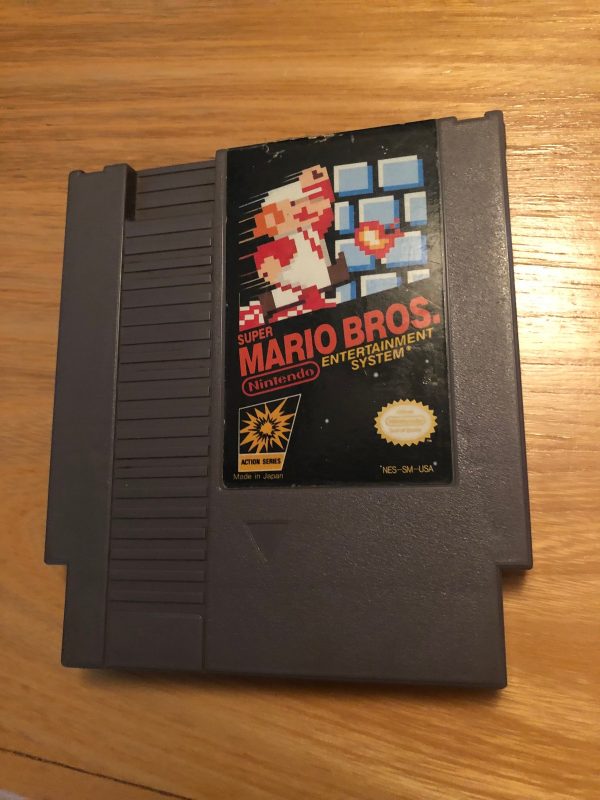 SUPER
MARIO BROS.
Nintendo
ENTERTAINMENT
SYSTEM®
ACTION SERIES
Made in Japan
*NES-SM-USA